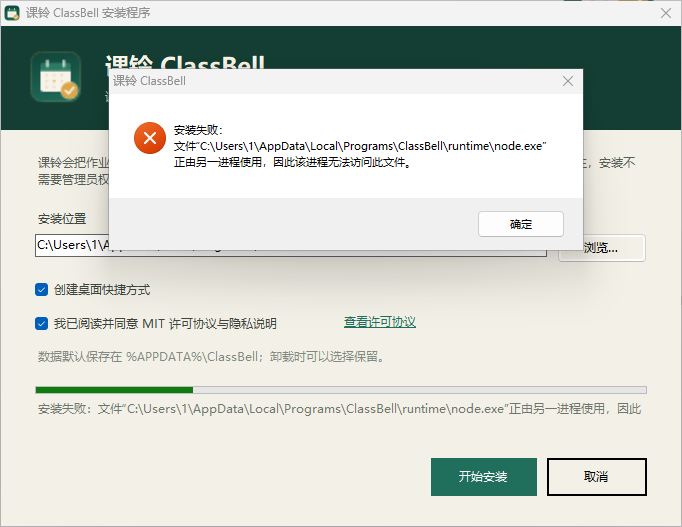 课铃 ClassBell 安装程序
课铃 ClassBell
课铃 ClassBell
安装失败：
文件“C:\Users\1\AppData\Local\Programs\ClassBell\runtime\node.exe”
正由另一进程使用，因此该进程无法访问此文件。
确定
课铃会把作业
，安装不
需要管理员权
安装位置
C:\Users\1\A
浏览...
创建桌面快捷方式
我已阅读并同意 MIT 许可协议与隐私说明
查看许可协议
数据默认保存在 %APPDATA%\ClassBell；卸载时可以选择保留。
安装失败：文件“C:\Users\1\AppData\Local\Programs\ClassBell\runtime\node.exe”正由另一进程使用，因此
开始安装
取消